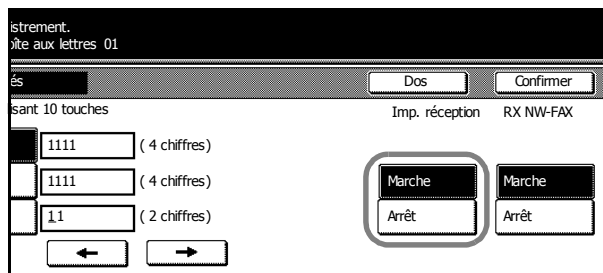 istrement.
oîte aux lettres 01
és Dos Confirmer
isant 10 touches Imp. réception RX NW-FAX
1111 ( 4 chiffres)
1111 ( 4 chiffres) Marche Marche
11 ( 2 chiffres) Arrêt Arrêt
← →